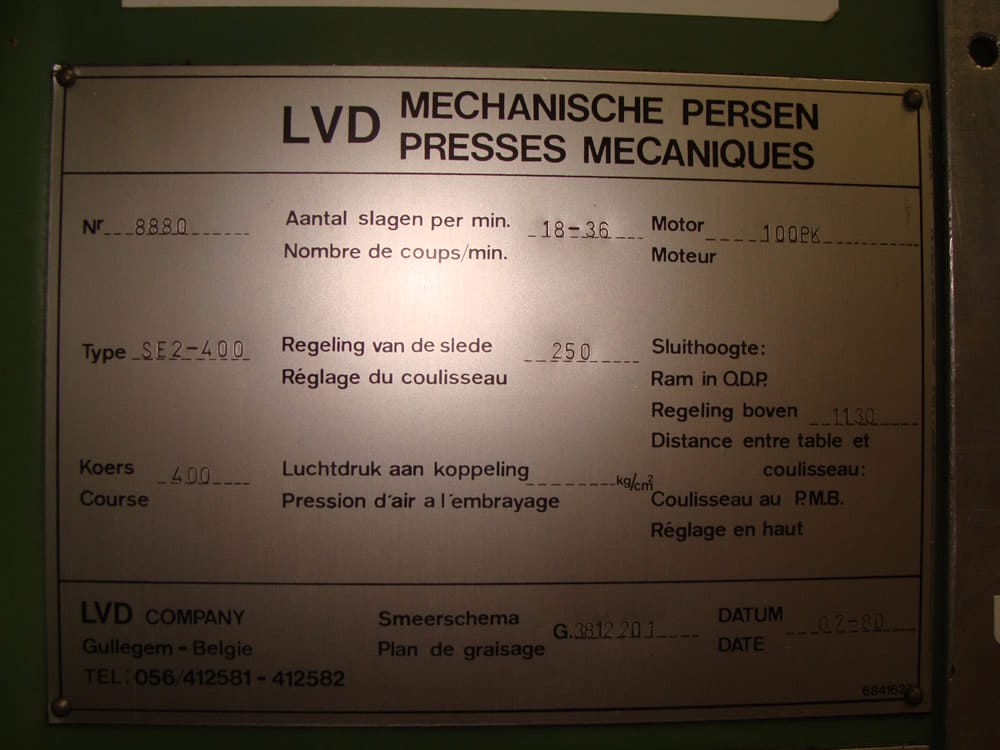 LVD MECHANISCHE PERSEN
PRESSES MECANIQUES
Nr 8880
Aantal slagen per min. 18-36
Nombre de coups/min.
Motor 100PK
Moteur
Type SE2-400
Regeling van de slede 250
Réglage du coulisseau
Sluithoogte:
Ram in O.D.P.
Regeling boven 1130
Distance entre table et
coulisseau:
Coulisseau au P.M.B.
Réglage en haut
Koers 400
Course
Luchtdruk aan koppeling kg/cm²
Pression d'air a l'embrayage
LVD COMPANY
Gullegem - Belgie
TEL: 056/412581 - 412582
Smeerschema G.3812 201
Plan de graisage
DATUM 02-80
DATE